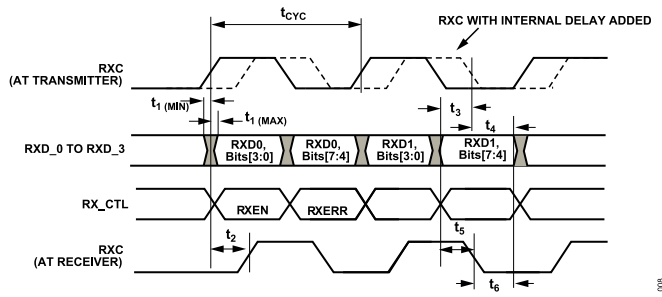 tCYC
RXC WITH INTERNAL DELAY ADDED
RXC
(AT TRANSMITTER)
t1 (MIN)
t1 (MAX)
t3
t4
RXD_0 TO RXD_3
RXD0,
Bits[3:0]
RXD0,
Bits[7:4]
RXD1,
Bits[3:0]
RXD1,
Bits[7:4]
RX_CTL
RXEN
RXERR
t2
t5
RXC
(AT RECEIVER)
t6
008